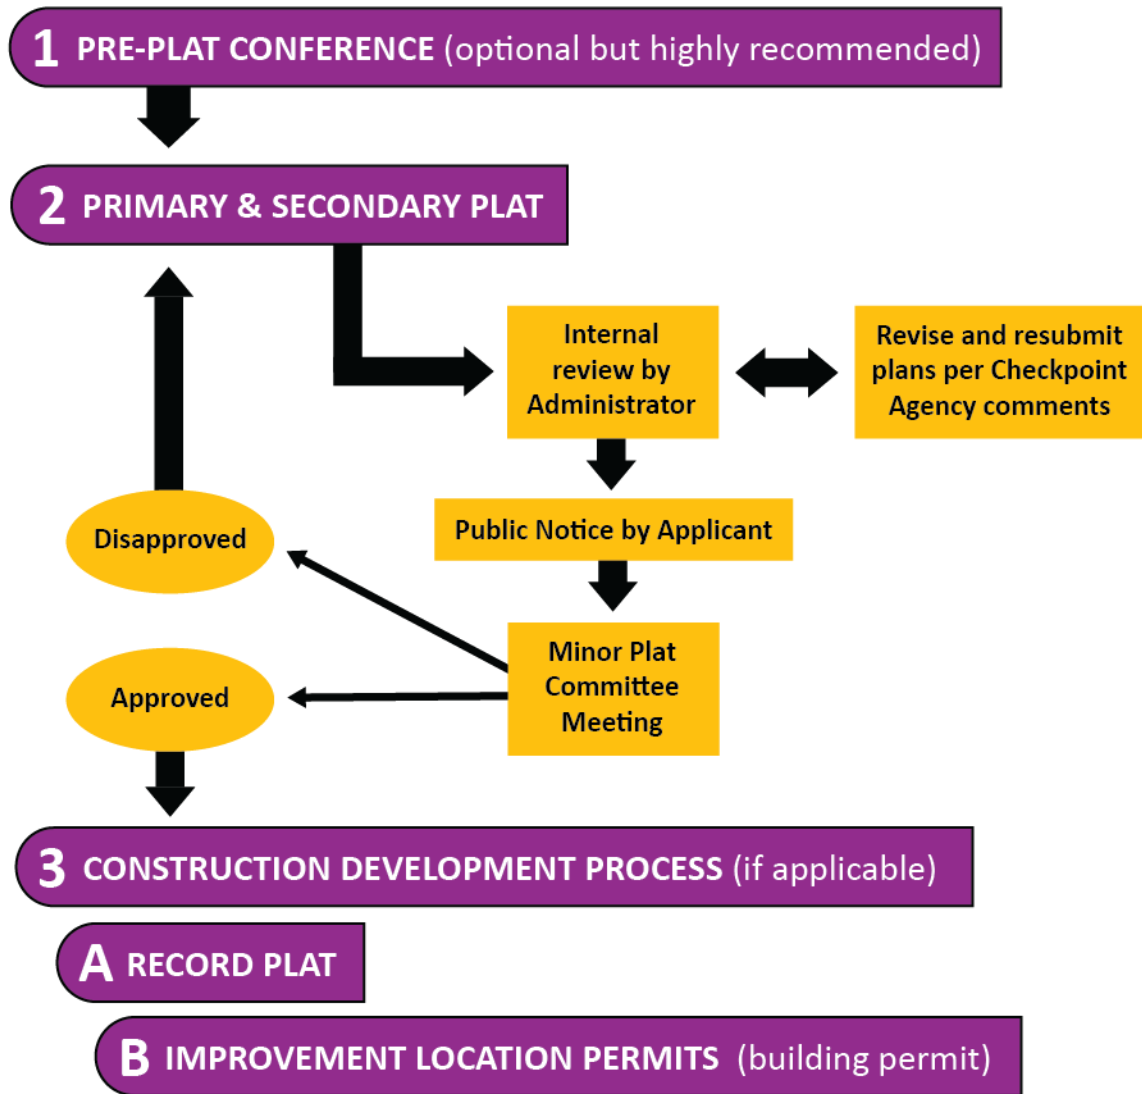 1 PRE-PLAT CONFERENCE (optional but highly recommended)
2 PRIMARY & SECONDARY PLAT
Internal
review by
Administrator
Revise and resubmit
plans per Checkpoint
Agency comments
Disapproved
Public Notice by Applicant
Approved
Minor Plat
Committee
Meeting
3 CONSTRUCTION DEVELOPMENT PROCESS (if applicable)
A RECORD PLAT
B IMPROVEMENT LOCATION PERMITS (building permit)